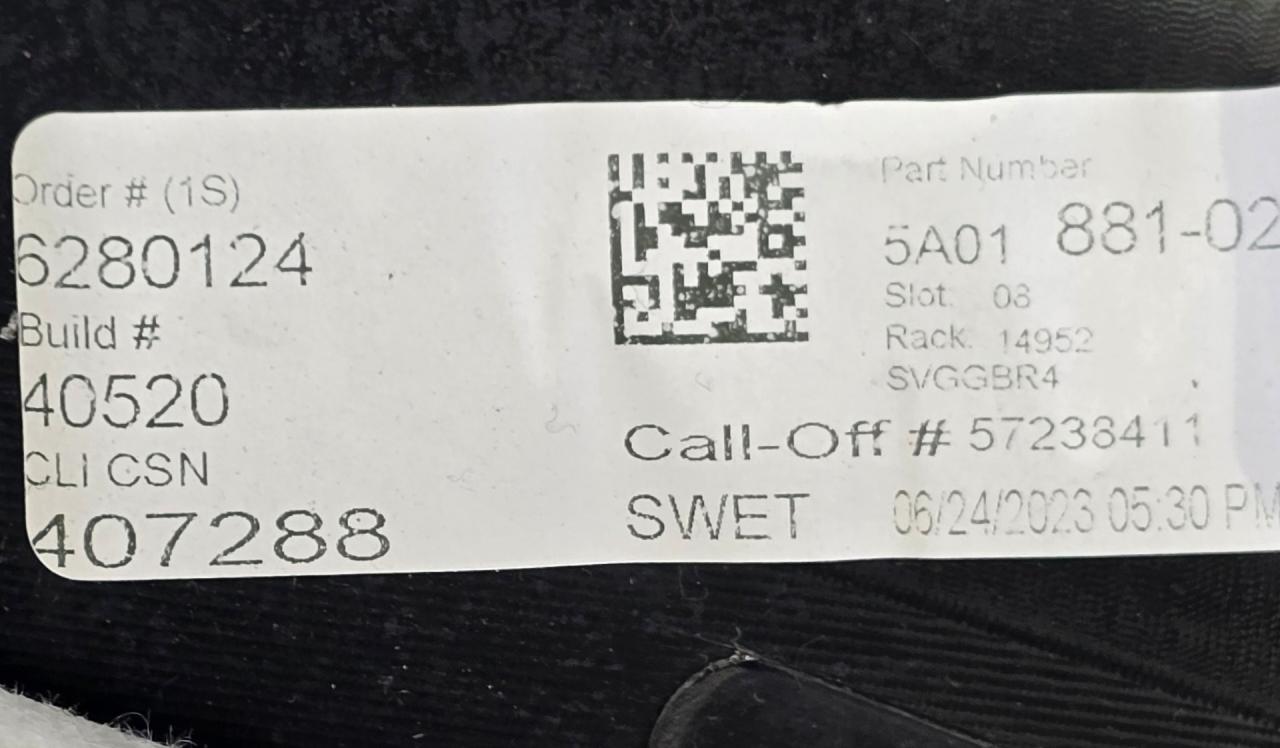 Order # (1S)
6280124
Build #
40520
CLI CSN
407288
Part Number
5A01 881-02
Slot: 08
Rack: 14952
SVGGBR4
Call-Off # 57238411
SWET 06/24/2023 05:30 PM